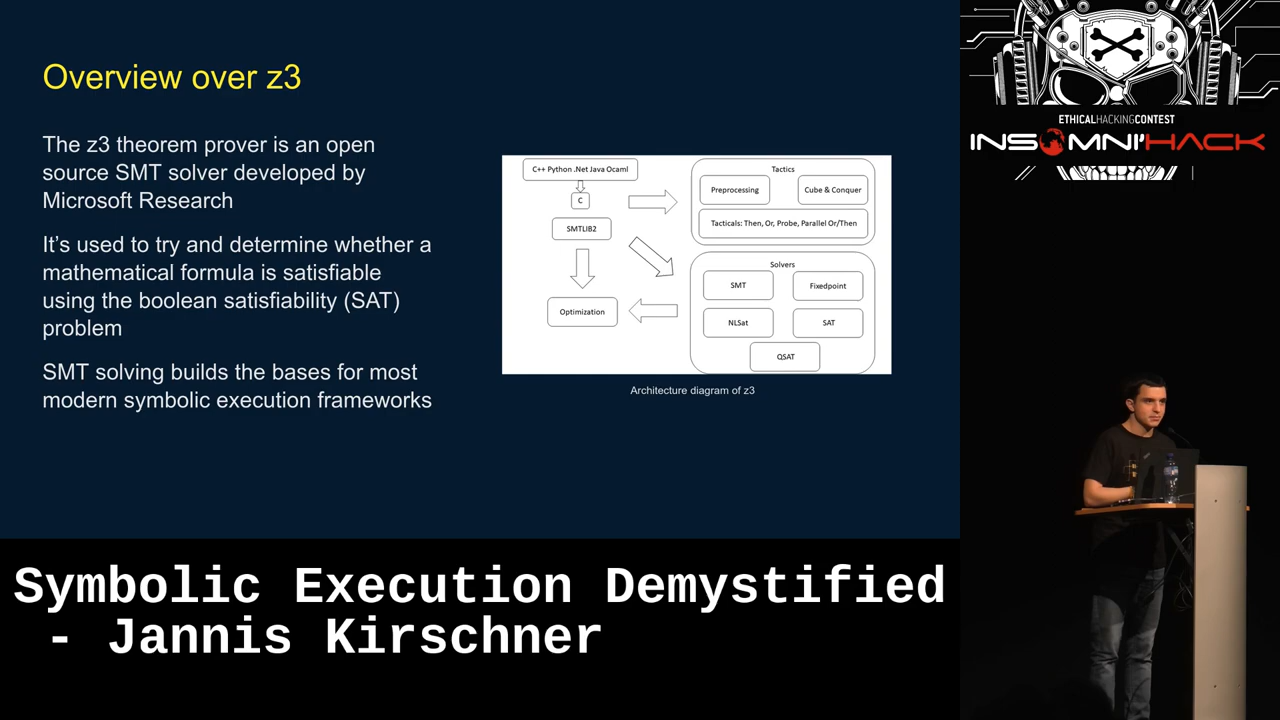 Overview over z3
The z3 theorem prover is an open
source SMT solver developed by
Microsoft Research
It's used to try and determine whether a
mathematical formula is satisfiable
using the boolean satisfiability (SAT)
problem
SMT solving builds the bases for most
modern symbolic execution frameworks
C++ Python .Net Java Ocaml
C
SMTLIB2
Optimization
Tactics
Preprocessing
Cube & Conquer
Tacticals: Then, Or, Probe, Parallel Or/Then
Solvers
SMT
Fixedpoint
NLSat
SAT
QSAT
Architecture diagram of z3
ETHICALHACKINGCONTEST
INSOMNI'HACK
Symbolic Execution Demystified
- Jannis Kirschner